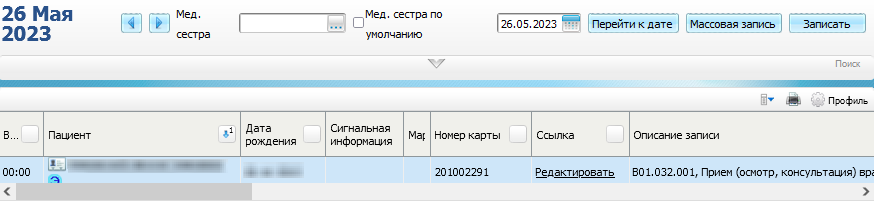 26 Мая
2023
Мед.
сестра
...
Мед. сестра по
умолчанию
26.05.2023
Перейти к дате
Массовая запись
Записать
Поиск
Профиль
В...
Пациент
1
Дата
рождения
Сигнальная
информация
Мар
Номер карты
Ссылка
Описание записи
00:00
201002291
Редактировать
B01.032.001, Прием (осмотр, консультация) вра